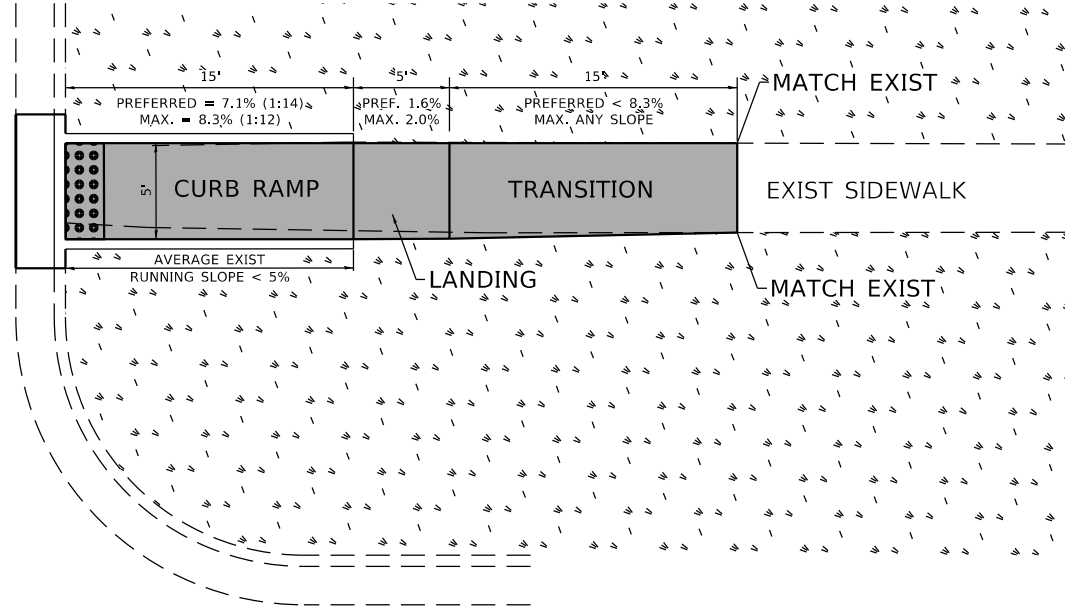 15'
5'
15'
PREFERRED = 7.1% (1:14)
MAX. = 8.3% (1:12)
PREF. 1.6%
MAX. 2.0%
PREFERRED < 8.3%
MAX. ANY SLOPE
MATCH EXIST
5'
CURB RAMP
TRANSITION
EXIST SIDEWALK
AVERAGE EXIST
RUNNING SLOPE < 5%
LANDING
MATCH EXIST